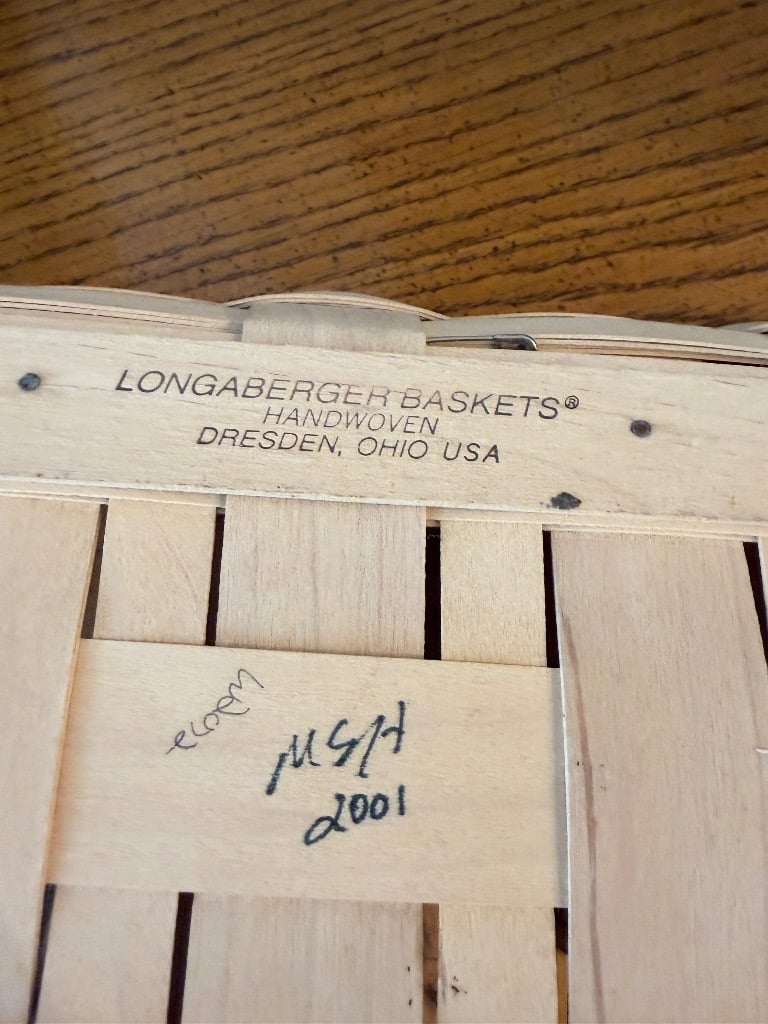 LONGABERGER BASKETS®
HANDWOVEN
DRESDEN, OHIO USA
MSH
2001